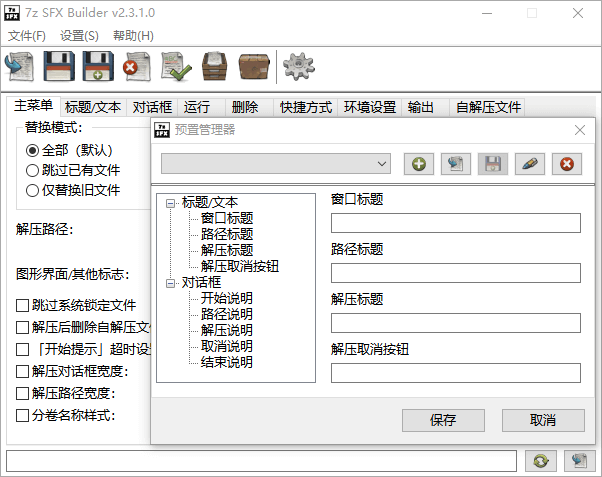 7z SFX Builder v2.3.1.0
文件(F) 设置(S) 帮助(H)
主菜单 标题/文本 对话框 运行 删除 快捷方式 环境设置 输出 自解压文件
替换模式:
全部 (默认)
跳过已有文件
仅替换旧文件
解压路径:
图形界面/其他标志:
跳过系统锁定文件
解压后删除自解压文
「开始提示」超时设
解压对话框宽度:
解压路径宽度:
分卷名称样式:
7z SFX
预置管理器
标题/文本
窗口标题
路径标题
解压标题
解压取消按钮
对话框
开始说明
路径说明
解压说明
取消说明
结束说明
窗口标题
路径标题
解压标题
解压取消按钮
保存 取消